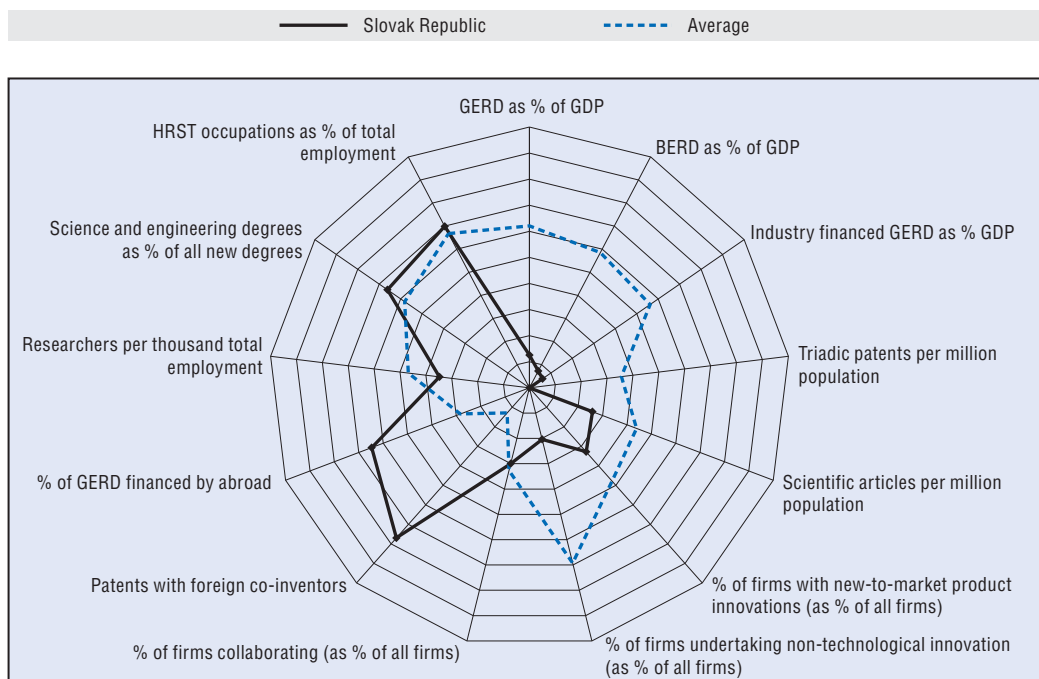 Slovak Republic
Average
GERD as % of GDP
HRST occupations as % of total
employment
BERD as % of GDP
Science and engineering degrees
as % of all new degrees
Industry financed GERD as % GDP
Researchers per thousand total
employment
Triadic patents per million
population
% of GERD financed by abroad
Scientific articles per million
population
Patents with foreign co-inventors
% of firms with new-to-market product
innovations (as % of all firms)
% of firms collaborating (as % of all firms)
% of firms undertaking non-technological innovation
(as % of all firms)